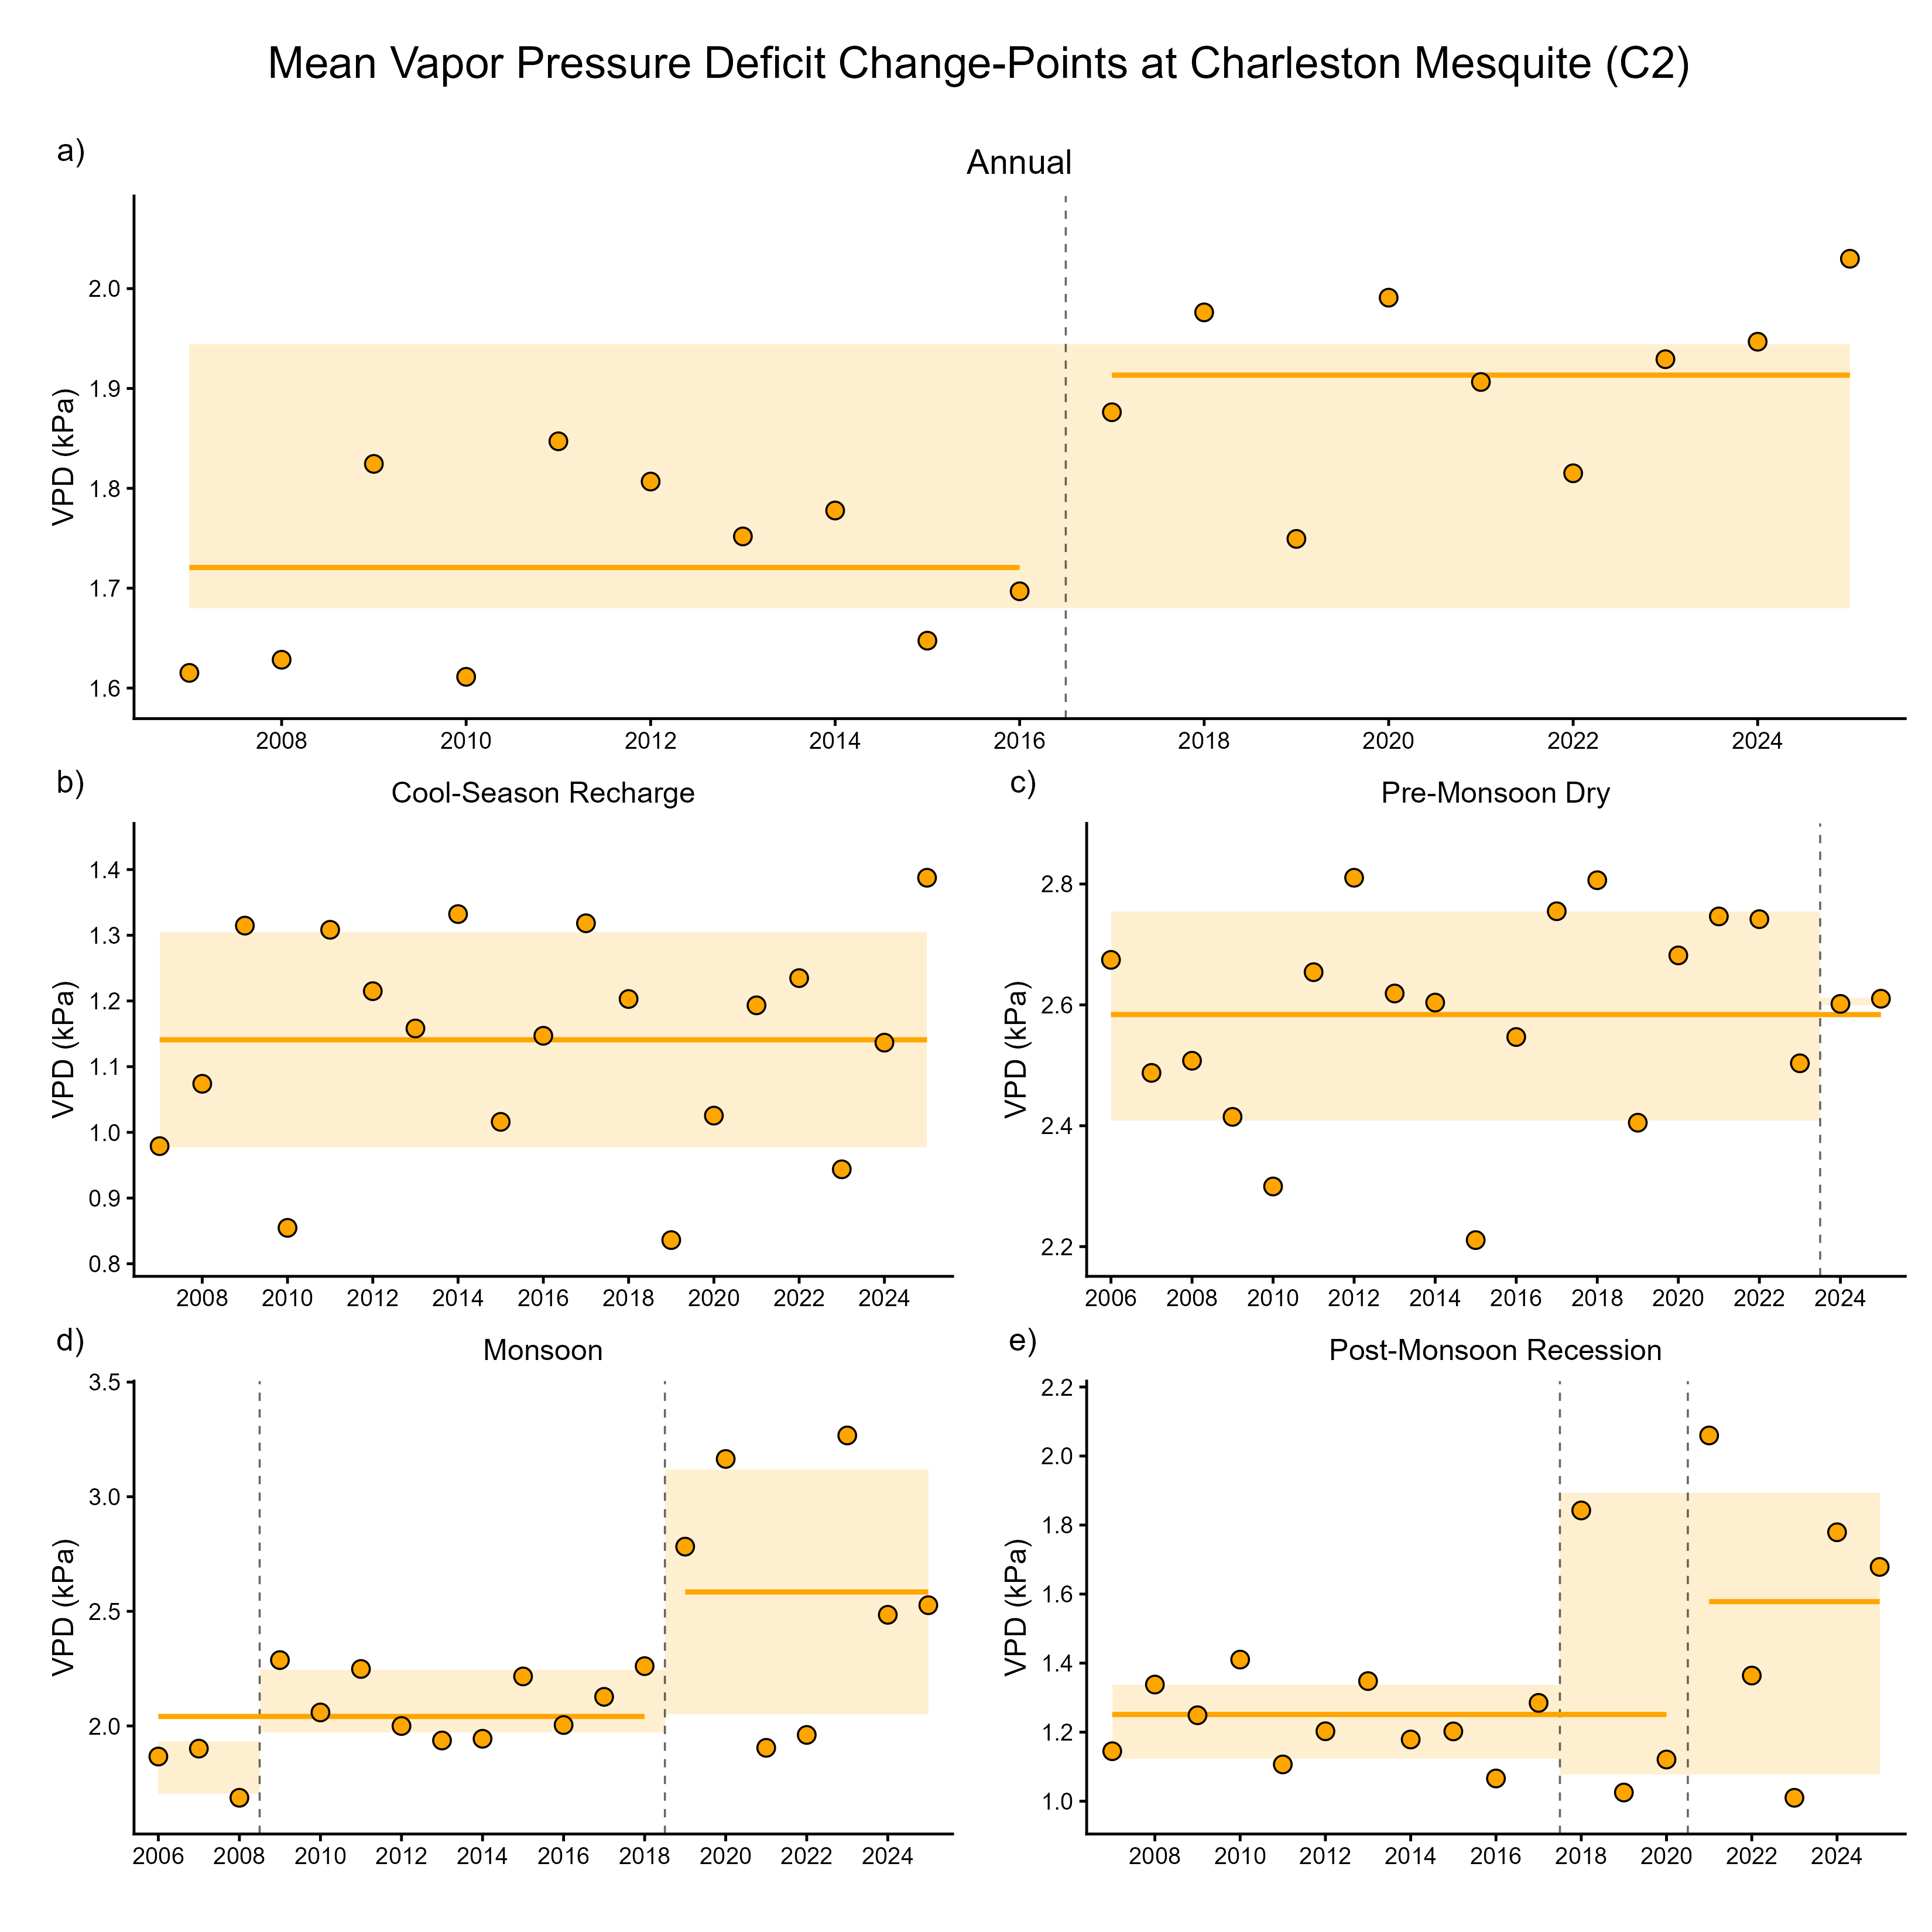 Mean Vapor Pressure Deficit Change-Points at Charleston Mesquite (C2)
a)
Annual
VPD (kPa)
2.0
1.9
1.8
1.7
1.6
2008 2010 2012 2014 2016 2018 2020 2022 2024
b)
Cool-Season Recharge
VPD (kPa)
1.4
1.3
1.2
1.1
1.0
0.9
0.8
2008 2010 2012 2014 2016 2018 2020 2022 2024
c)
Pre-Monsoon Dry
VPD (kPa)
2.8
2.6
2.4
2.2
2006 2008 2010 2012 2014 2016 2018 2020 2022 2024
d)
Monsoon
VPD (kPa)
3.5
3.0
2.5
2.0
2006 2008 2010 2012 2014 2016 2018 2020 2022 2024
e)
Post-Monsoon Recession
VPD (kPa)
2.2
2.0
1.8
1.6
1.4
1.2
1.0
2008 2010 2012 2014 2016 2018 2020 2022 2024